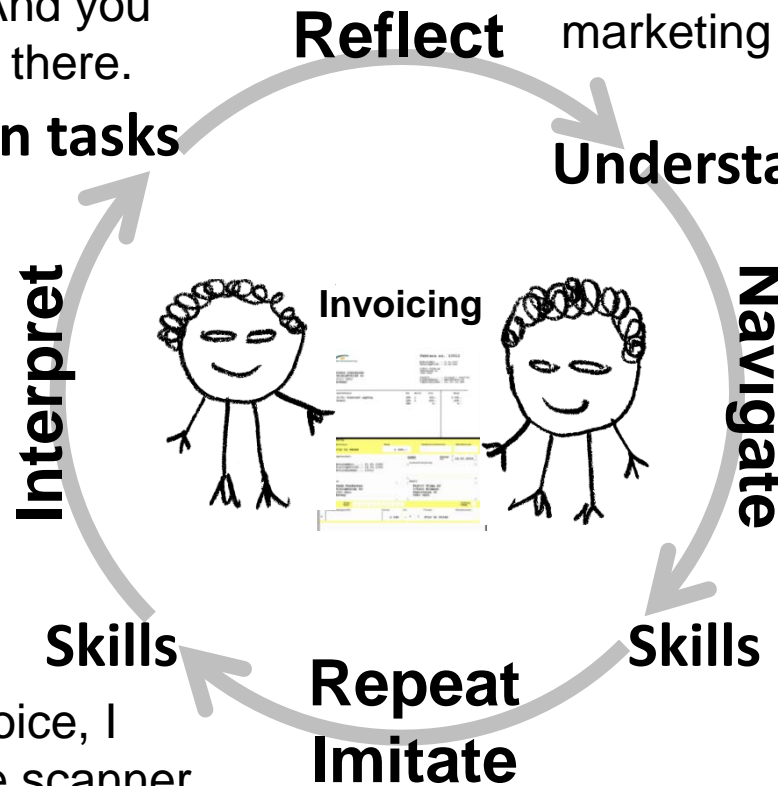 And you
there.
Reflect
marketing
n tasks
Understa
Interpret
Invoicing
Navigate
Skills
Skills
Repeat
Imitate
oice, I
e scanner